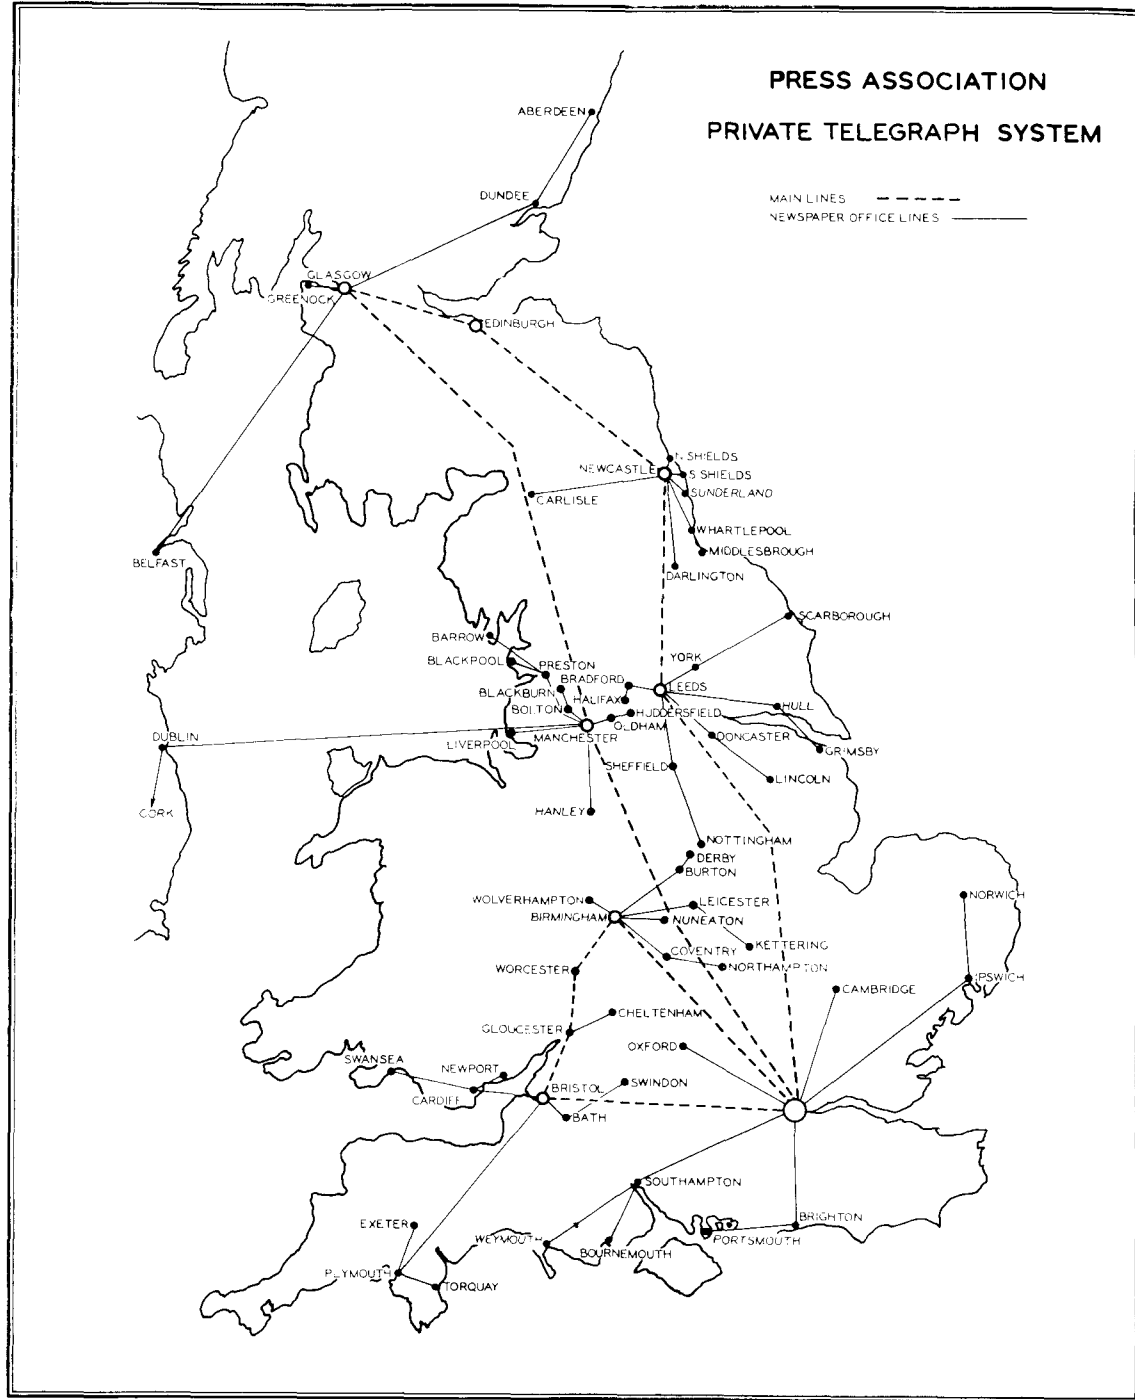 PRESS ASSOCIATION
PRIVATE TELEGRAPH SYSTEM
MAIN LINES
NEWSPAPER OFFICE LINES
ABERDEEN
DUNDEE
GLASGOW
GREENOCK
EDINBURGH
N. SHIELDS
NEWCASTLE
S SHIELDS
SUNDERLAND
CARLISLE
WHARTLEPOOL
MIDDLESBROUGH
BELFAST
DARLINGTON
SCARBOROUGH
BARROW
YORK
BLACKPOOL
PRESTON
BRADFORD
LEEDS
BLACKBURN
HALIFAX
HULL
BOLTON
HUDDERSFIELD
OLDHAM
DUBLIN
LIVERPOOL
MANCHESTER
DONCASTER
GRIMSBY
SHEFFIELD
LINCOLN
CORK
HANLEY
NOTTINGHAM
DERBY
BURTON
NORWICH
WOLVERHAMPTON
LEICESTER
BIRMINGHAM
NUNEATON
KETTERING
COVENTRY
WORCESTER
NORTHAMPTON
IPSWICH
CAMBRIDGE
CHELTENHAM
GLOUCESTER
OXFORD
SWANSEA
NEWPORT
SWINDON
BRISTOL
CARDIFF
BATH
SOUTHAMPTON
EXETER
BRIGHTON
WEYMOUTH
PORTSMOUTH
BOURNEMOUTH
PLYMOUTH
TORQUAY